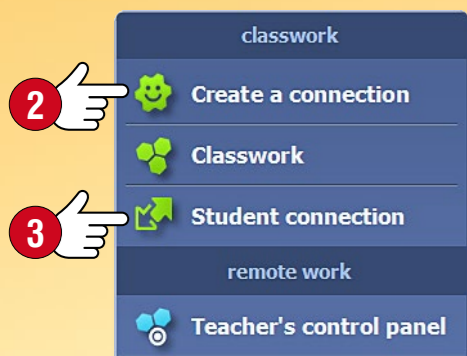 classwork
2
Create a connection
Classwork
3
Student connection
remote work
Teacher's control panel